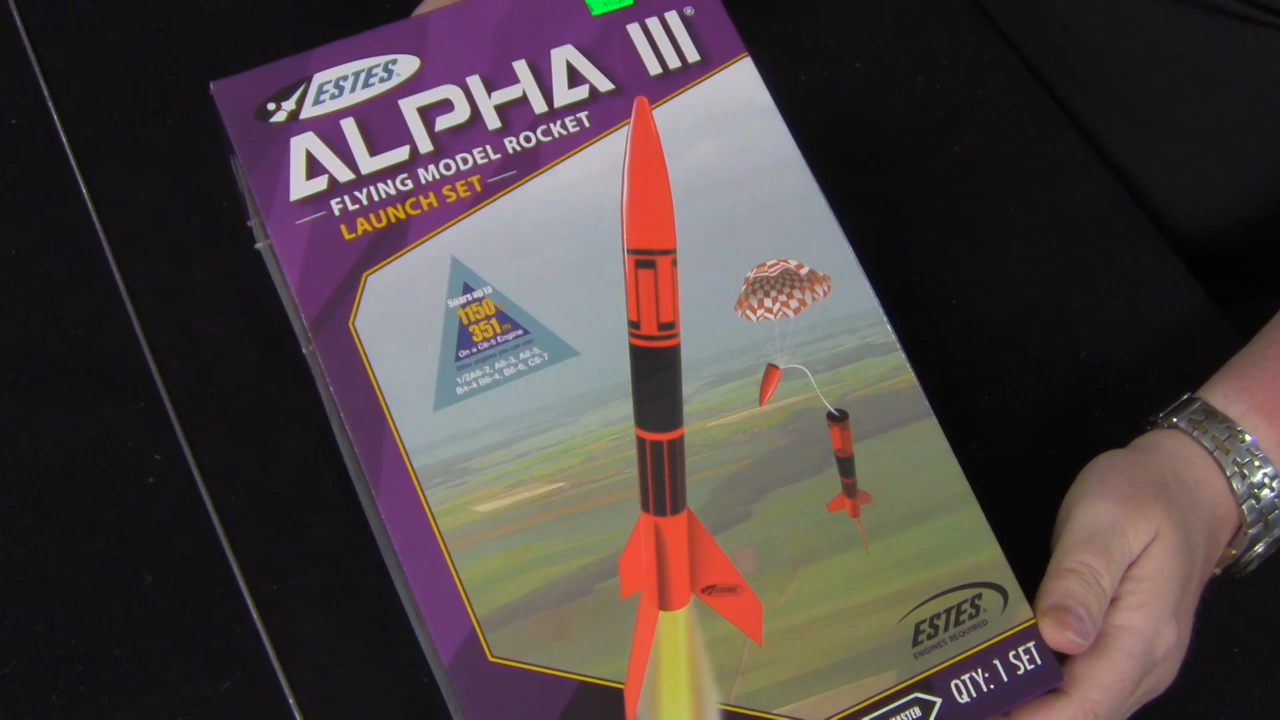 ESTES
ALPHA III®
FLYING MODEL ROCKET
LAUNCH SET
Soars up to
1150 ft
351 m
On a C6-5 Engine
1/2A6-2, A8-3, A8-5,
B4-4, B6-4, B6-6, C6-7
ESTES
ENGINES REQUIRED
QTY: 1 SET